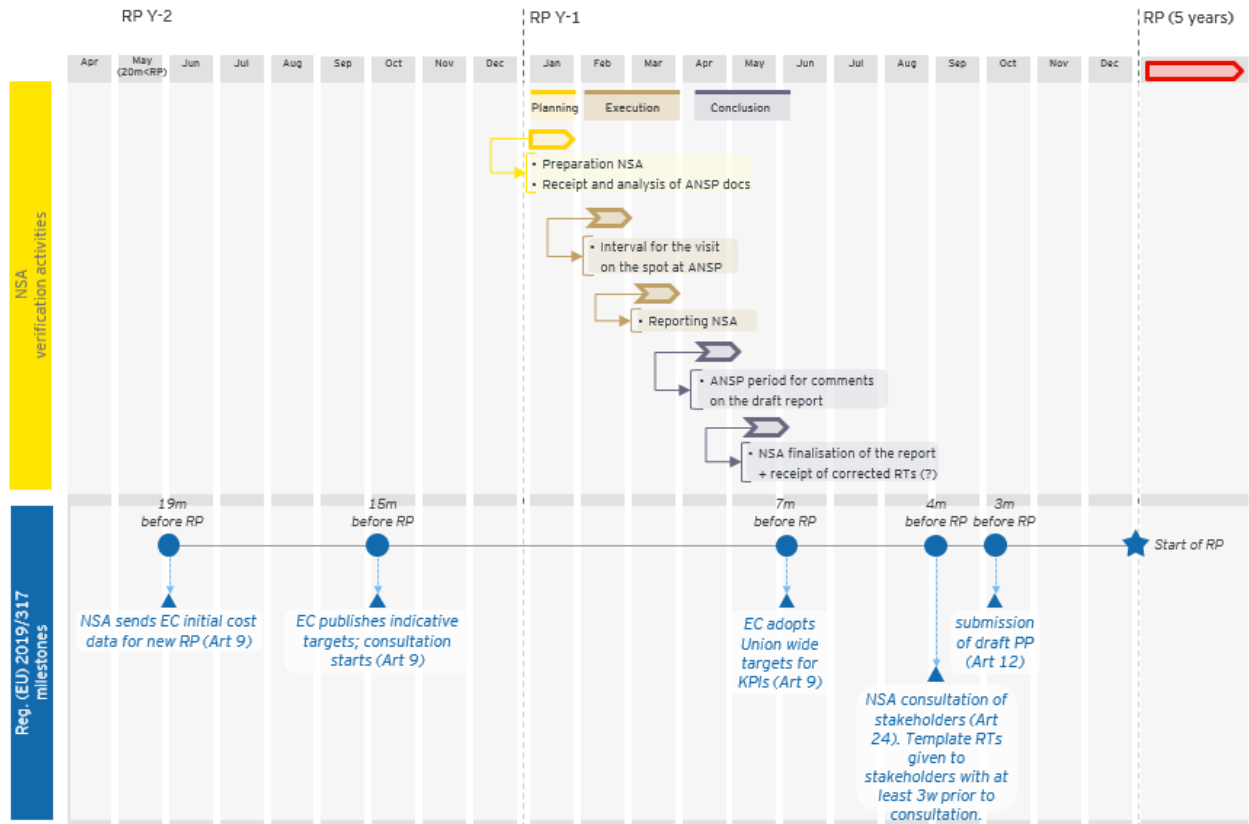 RP Y-2
RP Y-1
RP (5 years)
Apr
May
(20m<RP)
Jun
Jul
Aug
Sep
Oct
Nov
Dec
Jan
Feb
Mar
Apr
May
Jun
Jul
Aug
Sep
Oct
Nov
Dec
NSA
verification activities
Planning
Execution
Conclusion
• Preparation NSA
• Receipt and analysis of ANSP docs
• Interval for the visit
on the spot at ANSP
• Reporting NSA
• ANSP period for comments
on the draft report
• NSA finalisation of the report
+ receipt of corrected RTs (?)
Reg. (EU) 2019/317
milestones
19m
before RP
15m
before RP
7m
before RP
4m
before RP
3m
before RP
Start of RP
NSA sends EC initial cost
data for new RP (Art 9)
EC publishes indicative
targets; consultation
starts (Art 9)
EC adopts
Union wide
targets for
KPIs (Art 9)
NSA consultation of
stakeholders (Art
24). Template RTs
given to
stakeholders with at
least 3w prior to
consultation.
submission
of draft PP
(Art 12)